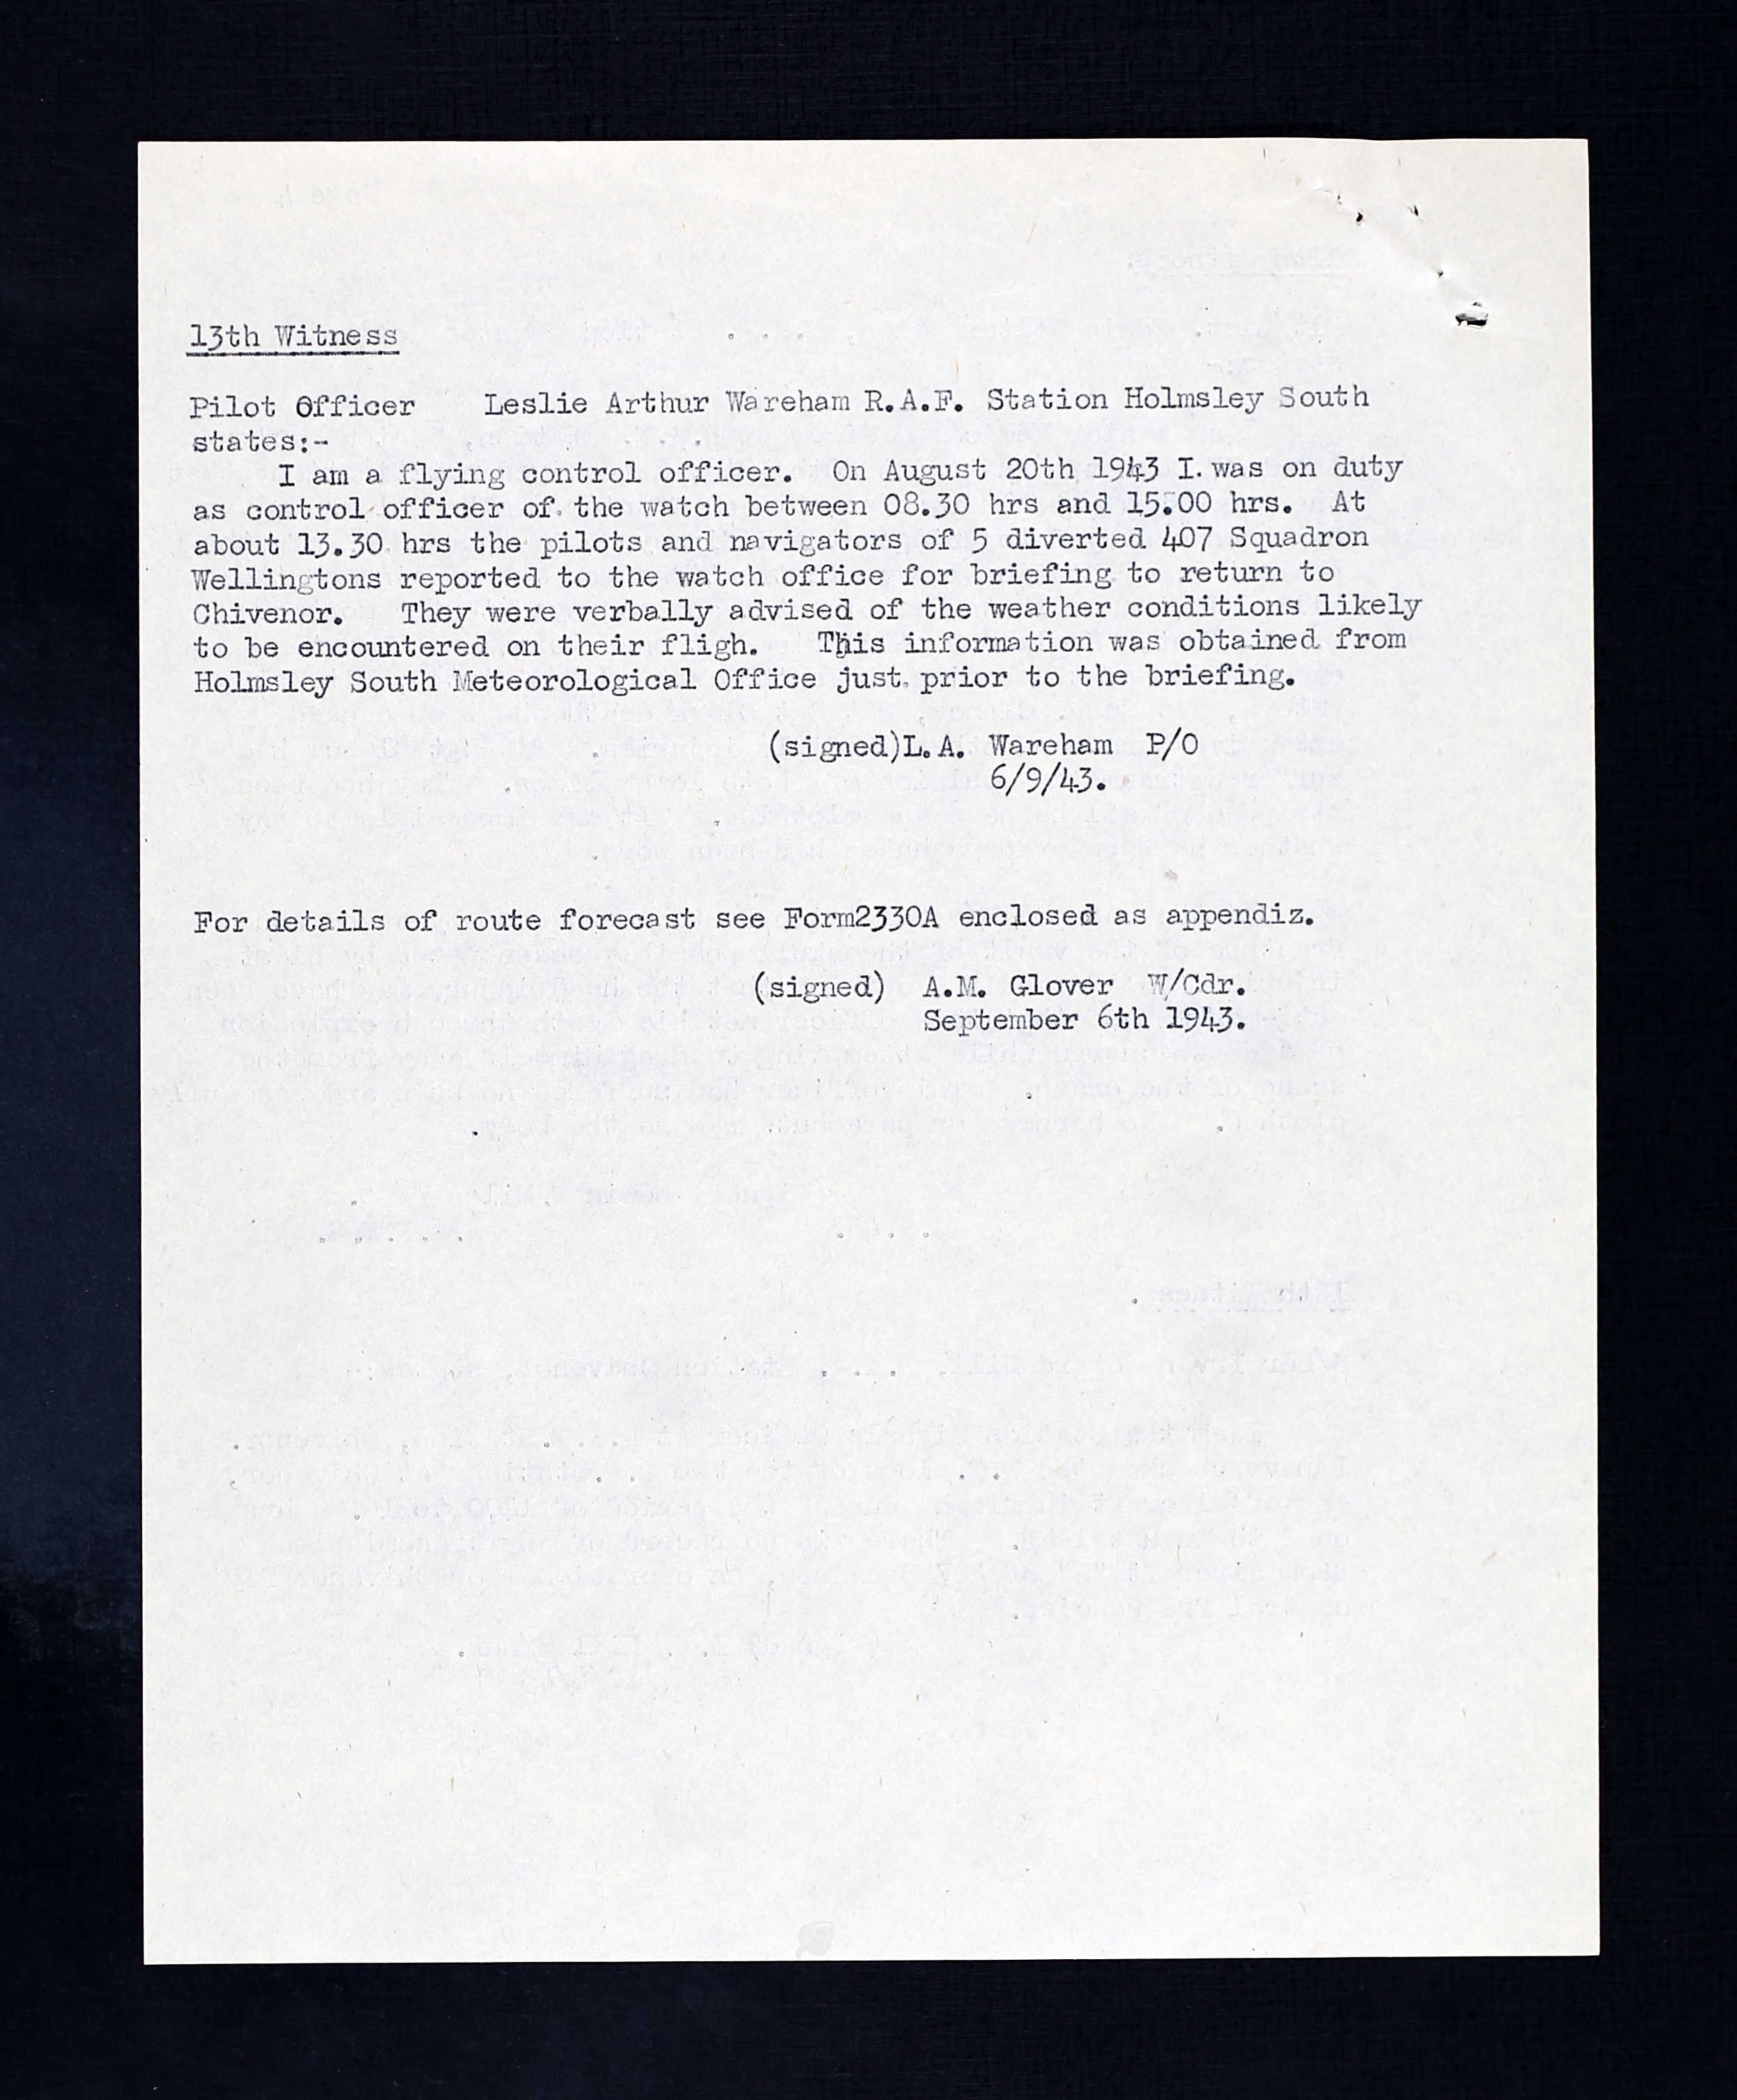 13th Witness
Pilot Officer Leslie Arthur Wareham R.A.F. Station Holmsley South
states:-
I am a flying control officer. On August 20th 1943 I. was on duty
as control officer of. the watch between 08.30 hrs and 15.00 hrs. At
about 13.30 hrs the pilots and navigators of 5 diverted 407 Squadron
Wellingtons reported to the watch office for briefing to return to
Chivenor. They were verbally advised of the weather conditions likely
to be encountered on their fligh. This information was obtained from
Holmsley South Meteorological Office just. prior to the briefing.
(signed)L.A. Wareham P/O
6/9/43.
For details of route forecast see Form2330A enclosed as appendiz.
(signed) A.M. Glover W/Cdr.
September 6th 1943.